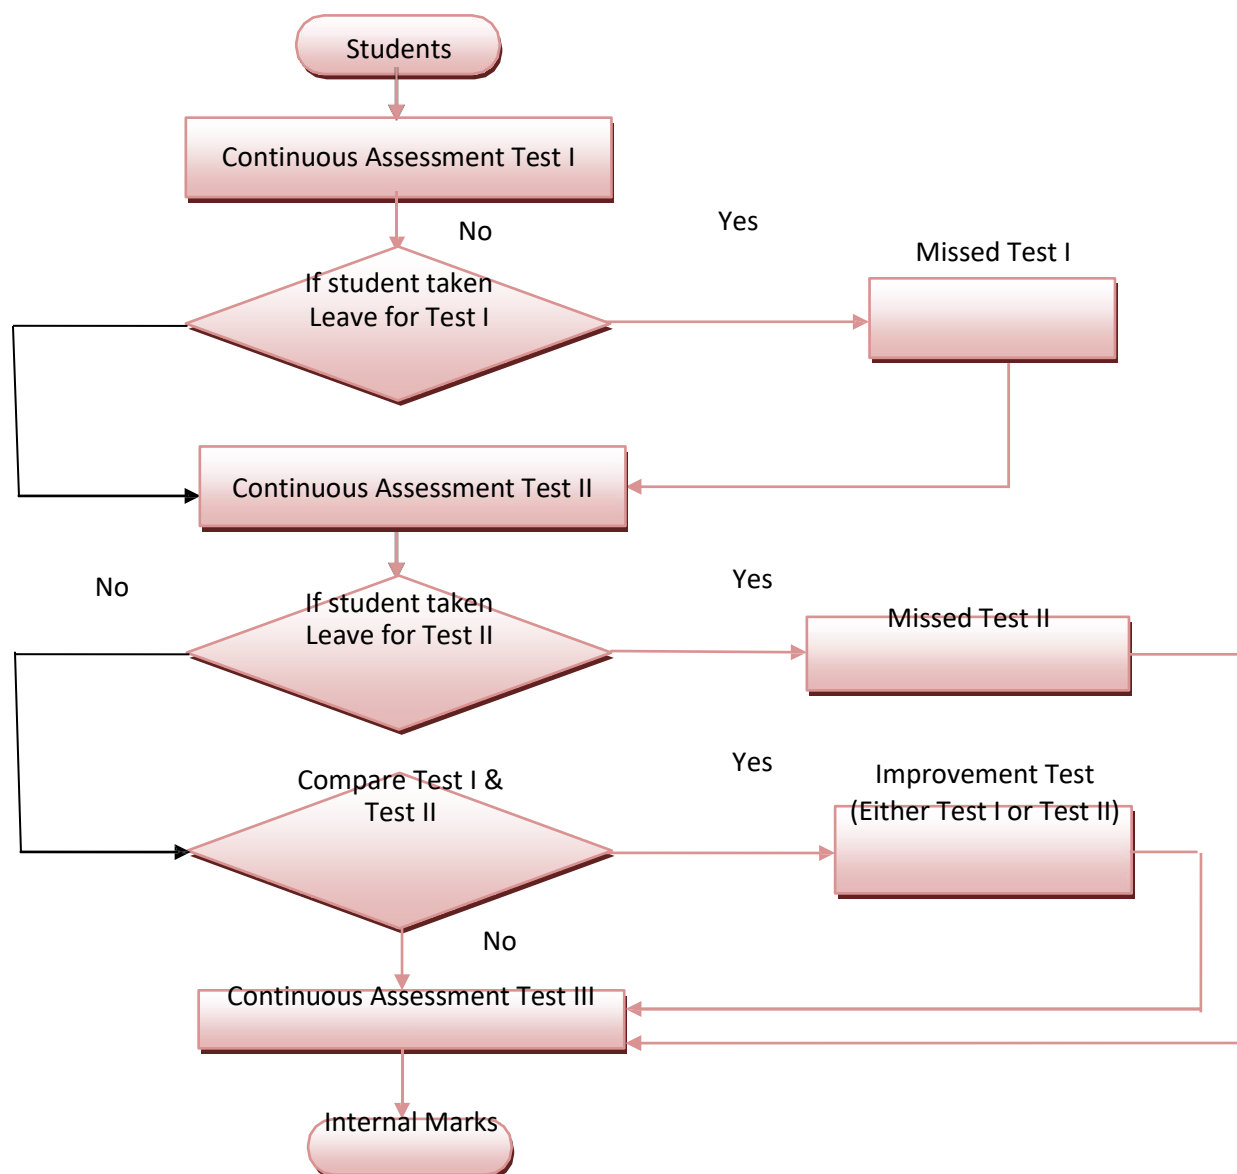 Students
Continuous Assessment Test I
No
Yes
Missed Test I
If student taken
Leave for Test I
Continuous Assessment Test II
No
Yes
If student taken
Leave for Test II
Missed Test II
Compare Test I &
Test II
Yes
Improvement Test
(Either Test I or Test II)
No
Continuous Assessment Test III
Internal Marks